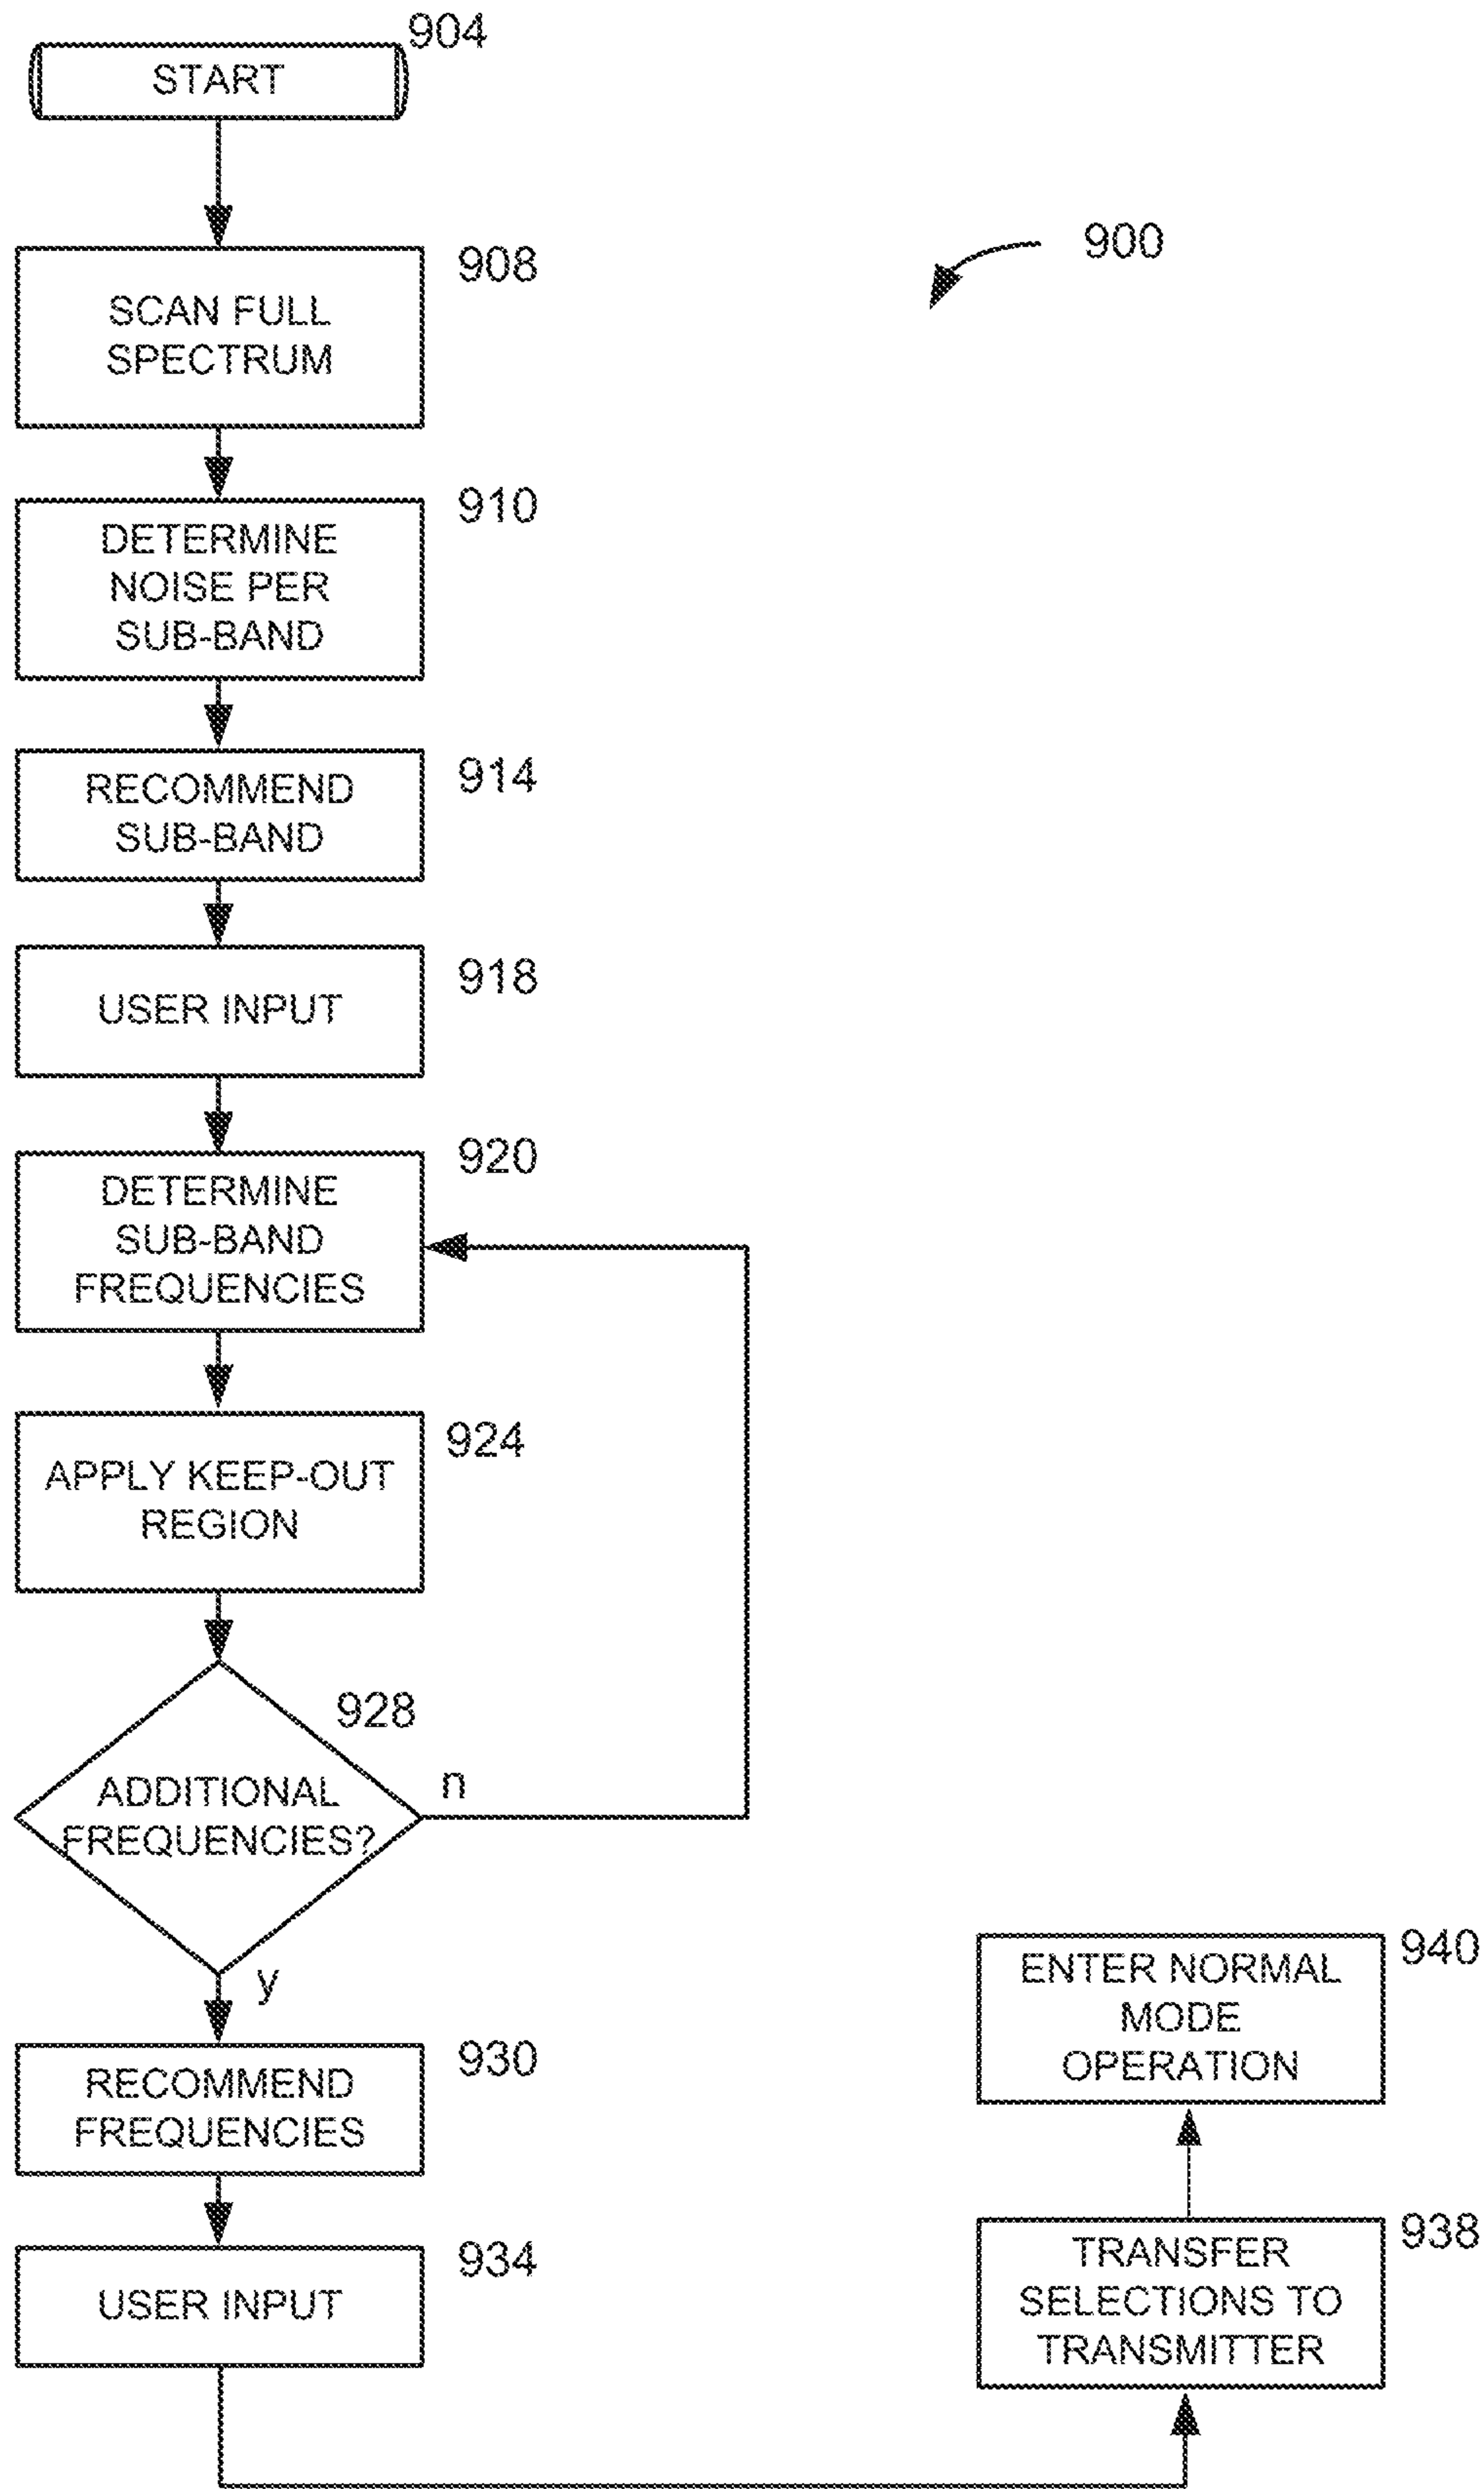 904
START
900
908
SCAN FULL
SPECTRUM
910
DETERMINE
NOISE PER
SUB-BAND
914
RECOMMEND
SUB-BAND
918
USER INPUT
920
DETERMINE
SUB-BAND
FREQUENCIES
924
APPLY KEEP-OUT
REGION
928
ADDITIONAL
FREQUENCIES?
n
y
930
RECOMMEND
FREQUENCIES
934
USER INPUT
940
ENTER NORMAL
MODE
OPERATION
938
TRANSFER
SELECTIONS TO
TRANSMITTER